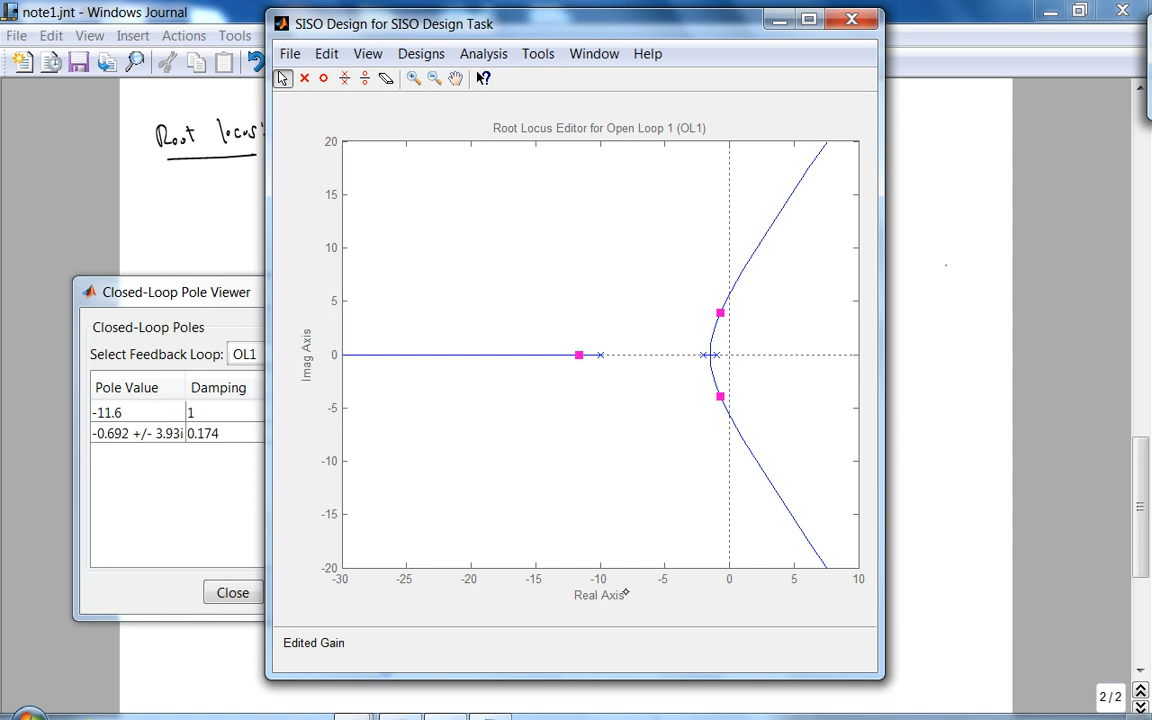 note1.jnt - Windows Journal
File Edit View Insert Actions Tools
Root locus:
SISO Design for SISO Design Task
File Edit View Designs Analysis Tools Window Help
Root Locus Editor for Open Loop 1 (OL1)
20
15
10
5
0
-5
-10
-15
-20
Imag Axis
-30 -25 -20 -15 -10 -5 0 5 10
Real Axis
Edited Gain
Closed-Loop Pole Viewer
Closed-Loop Poles
Select Feedback Loop: OL1
Pole Value Damping
-11.6 1
-0.692 +/- 3.93i 0.174
Close
2/2